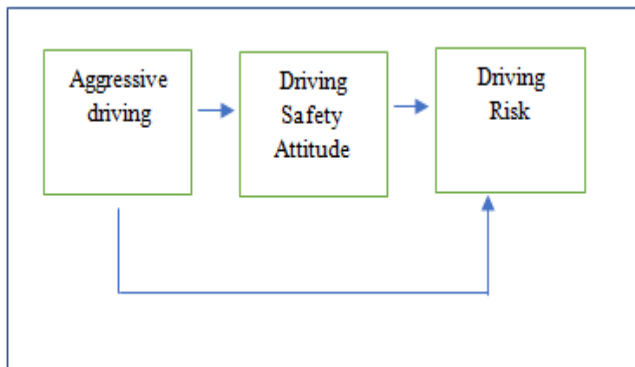 Aggressive
driving
Driving
Safety
Attitude
Driving
Risk